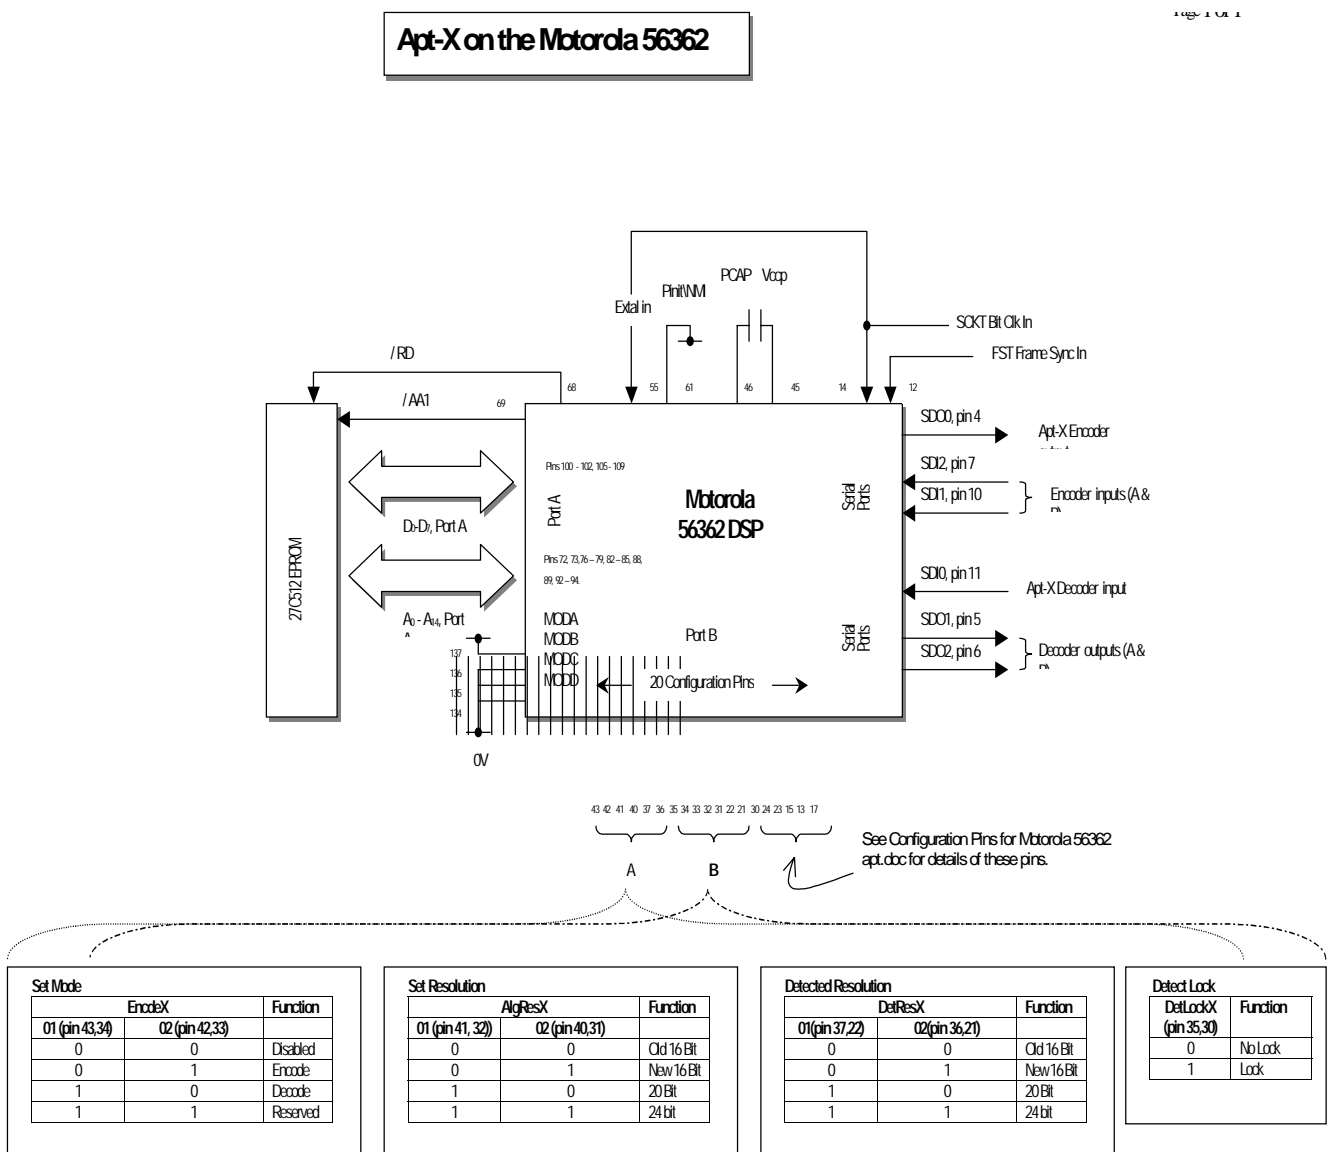 Apt-X on the Motorola 56362
PCAP Vccp
PInit\NMI
Extal in
SCKT Bit Clk In
FST Frame Sync In
/ RD
/ AA1
69
68
55
61
46
45
14
12
SDO0, pin 4
Apt-X Encoder
SDI2, pin 7
SDI1, pin 10
Encoder inputs (A &
Pins 100 - 102, 105 - 109
Port A
Motorola
56362 DSP
Serial
Ports
D0-D7, Port A
27C512 EPROM
Pins 72, 73,76 – 79, 82 – 85, 88,
89, 92 – 94.
SDI0, pin 11
Apt-X Decoder input
A0 - A14, Port
MODA
MODB
MODC
MODD
Port B
Serial
Ports
SDO1, pin 5
SDO2, pin 6
Decoder outputs (A &
137
136
135
134
20 Configuration Pins
0V
43 42 41 40 37 36 35 34 33 32 31 22 21 30 24 23 15 13 17
A
B
See Configuration Pins for Motorola 56362
apt.doc for details of these pins.
Set Mode
EncdeX Function
01 (pin 43,34) 02 (pin 42,33)
0 0 Disabled
0 1 Encode
1 0 Decode
1 1 Reserved
Set Resolution
AlgResX Function
01 (pin 41, 32)) 02 (pin 40,31)
0 0 Old 16 Bit
0 1 New 16 Bit
1 0 20 Bit
1 1 24 bit
Detected Resolution
DetResX Function
01(pin 37,22) 02(pin 36,21)
0 0 Old 16 Bit
0 1 New 16 Bit
1 0 20 Bit
1 1 24 bit
Detect Lock
DetLockX Function
(pin 35,30)
0 No Lock
1 Lock